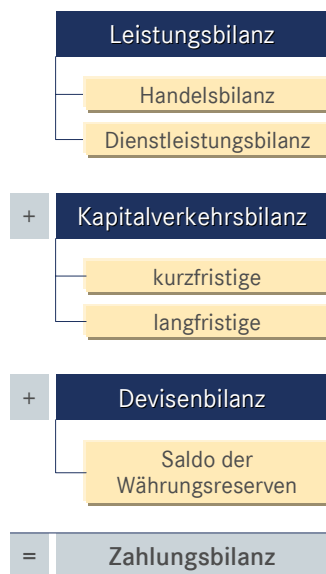 Leistungsbilanz
Handelsbilanz
Dienstleistungsbilanz
+ Kapitalverkehrsbilanz
kurzfristige
langfristige
+ Devisenbilanz
Saldo der
Währungsreserven
= Zahlungsbilanz